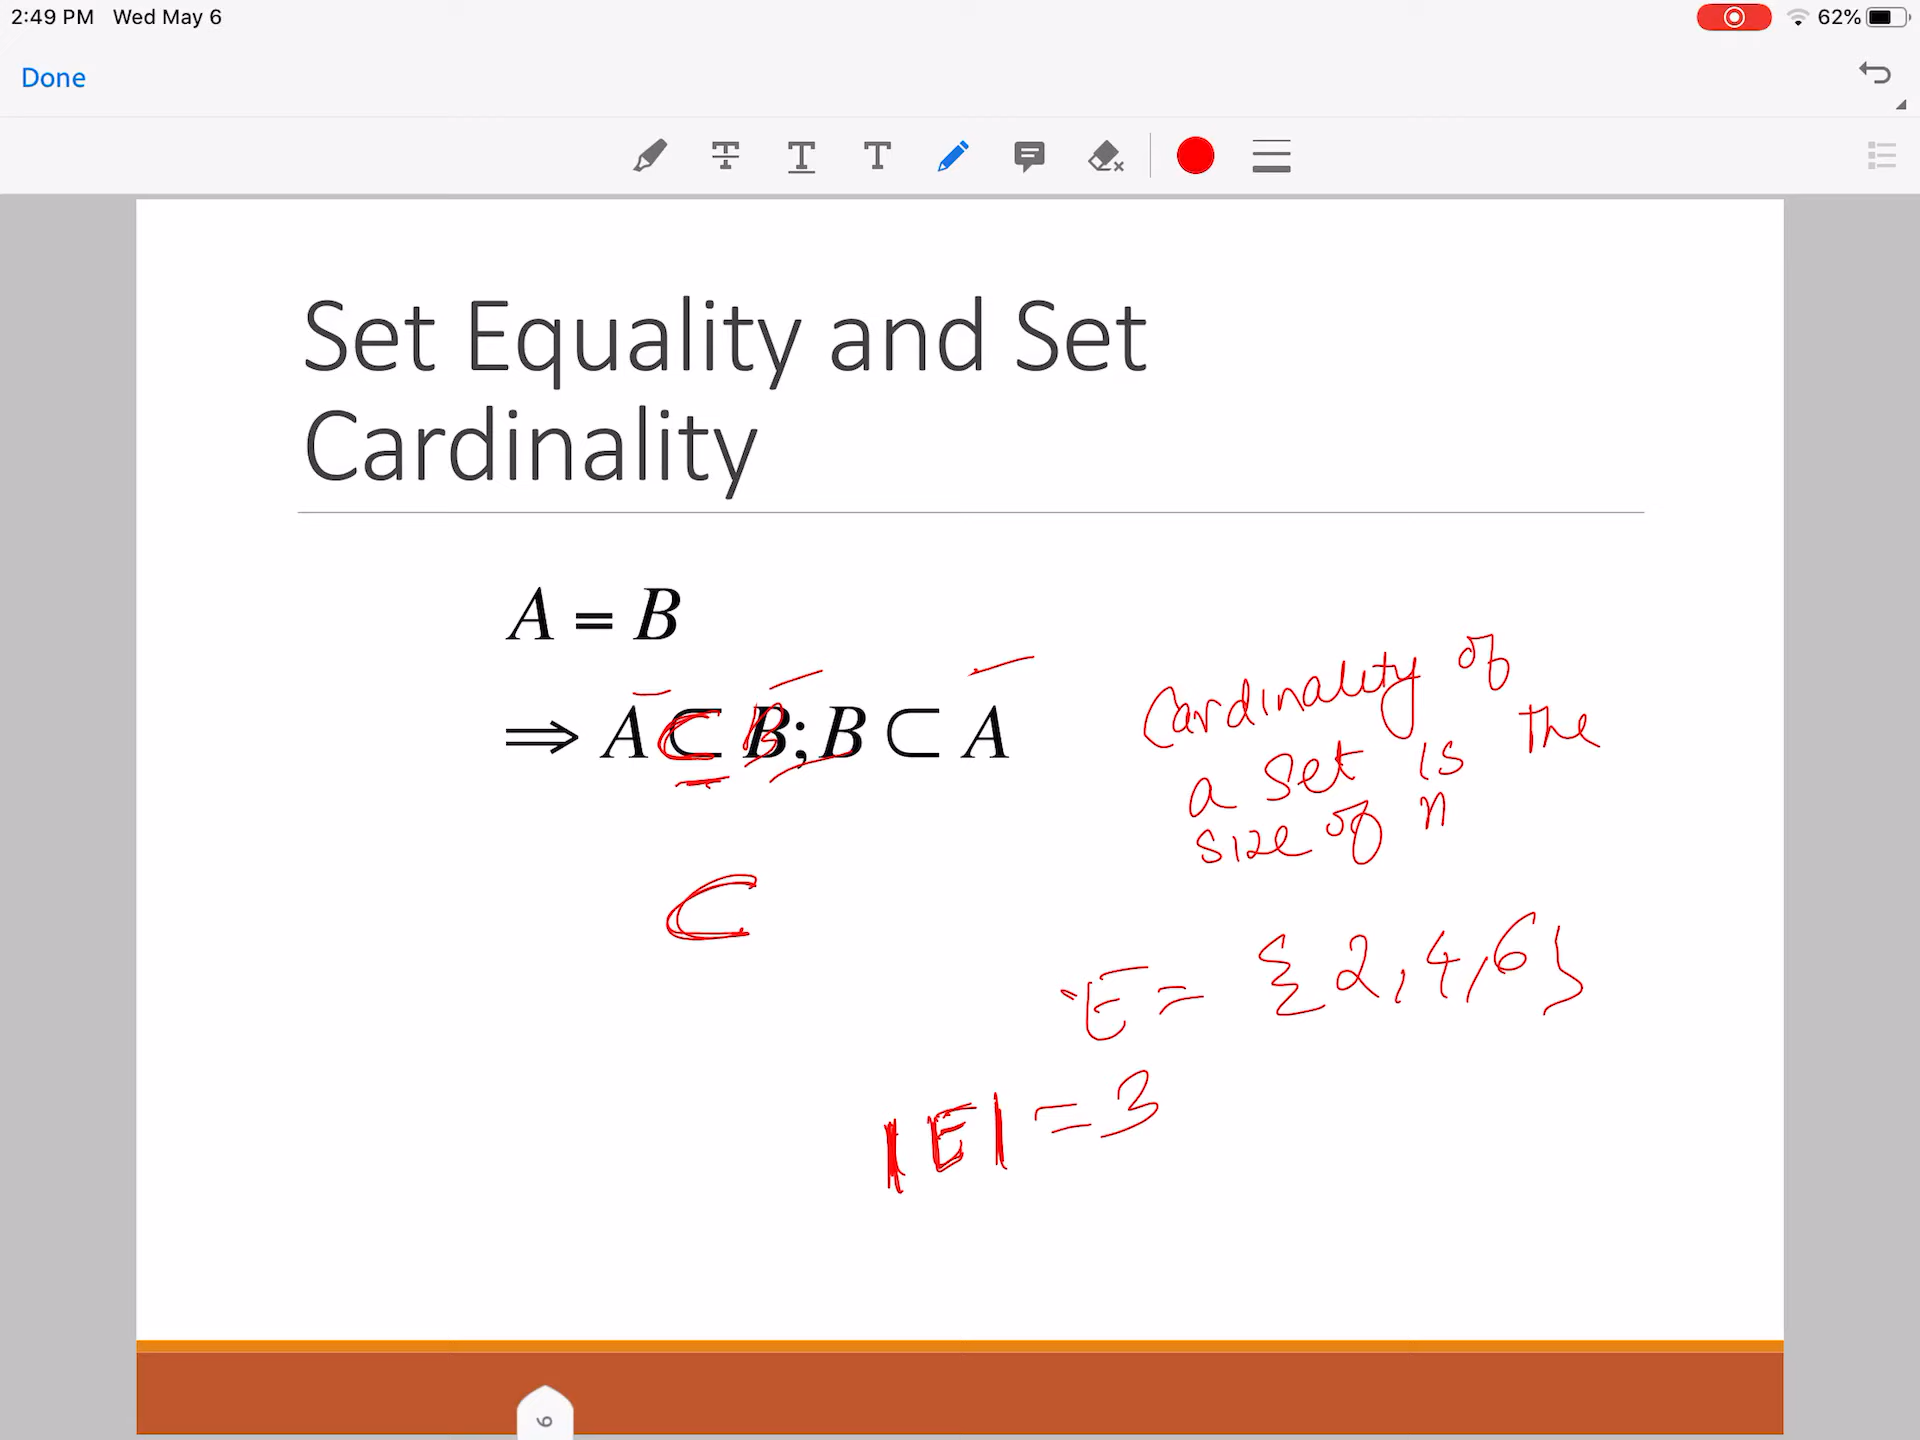 2:49 PM Wed May 6
62%
Done
Set Equality and Set
Cardinality
A = B
⇒ A ⊂ B; B ⊂ A
Cardinality of
a Set is the
size of n
⊂
E = {2,4,6}
|E| = 3
6